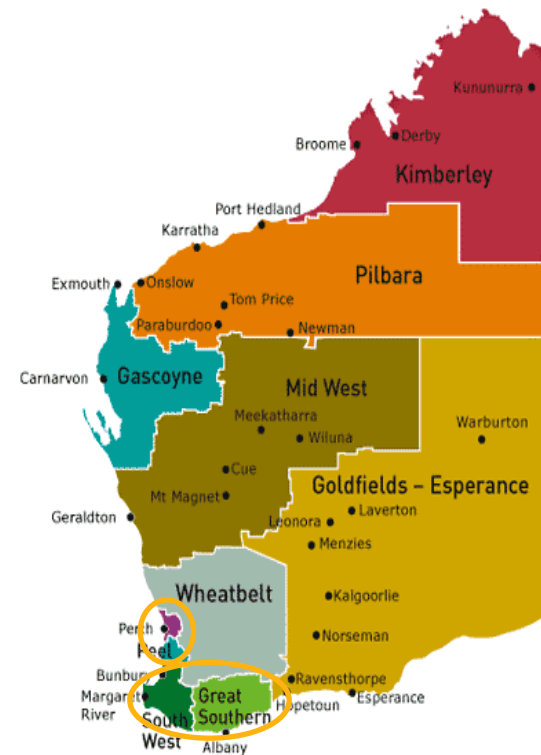 Kununurra
Derby
Broome
Kimberley
Port Hedland
Karratha
Pilbara
Exmouth
Onslow
Tom Price
Paraburdoo
Newman
Gascoyne
Carnarvon
Mid West
Meekatharra
Warburton
Wiluna
Cue
Goldfields – Esperance
Mt Magnet
Laverton
Geraldton
Leonora
Menzies
Wheatbelt
Kalgoorlie
Perth
Norseman
Peel
Bunbury
Ravensthorpe
Margaret
River
Great
Southern
Hopetoun
Esperance
South
West
Albany